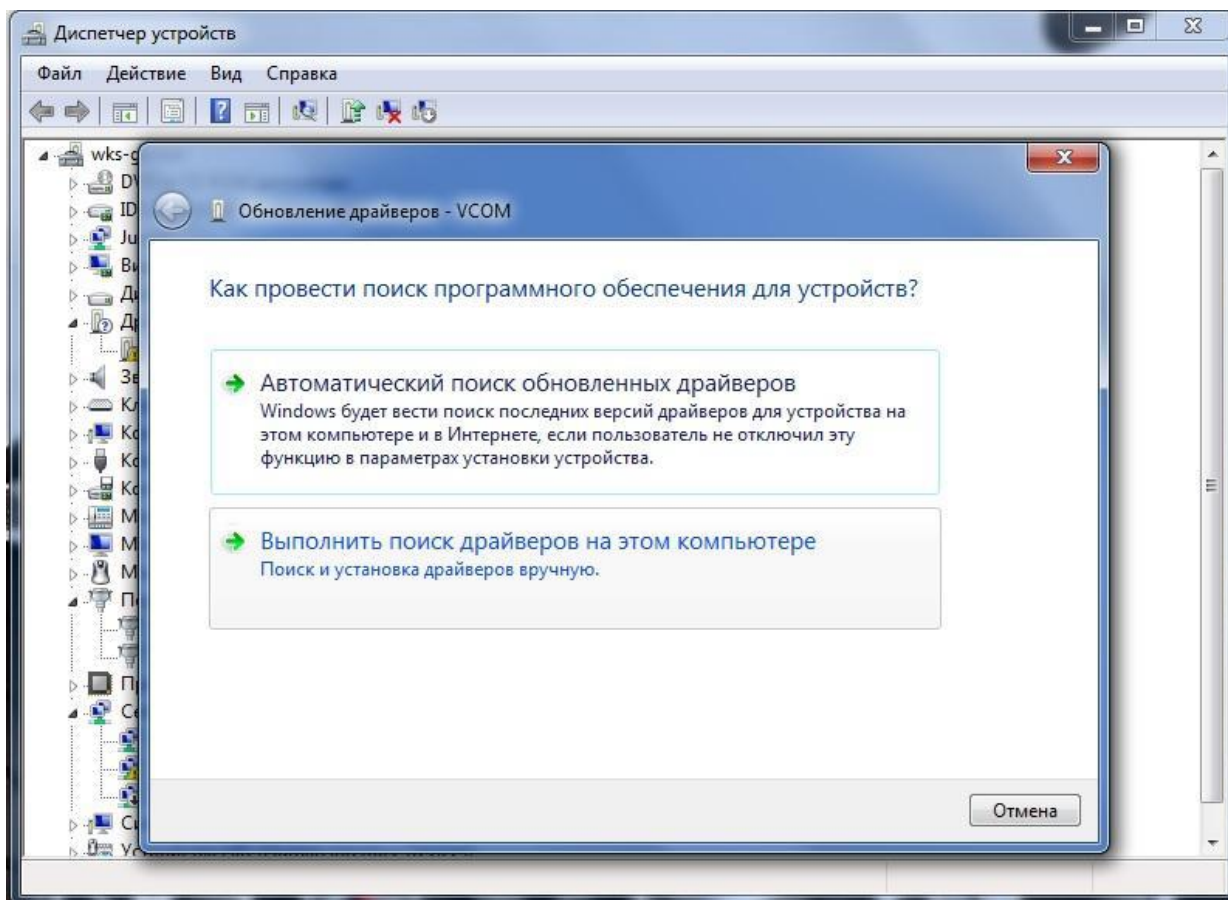 Диспетчер устройств
Файл Действие Вид Справка
Обновление драйверов - VCOM
Как провести поиск программного обеспечения для устройств?
Автоматический поиск обновленных драйверов
Windows будет вести поиск последних версий драйверов для устройства на
этом компьютере и в Интернете, если пользователь не отключил эту
функцию в параметрах установки устройства.
Выполнить поиск драйверов на этом компьютере
Поиск и установка драйверов вручную.
Отмена